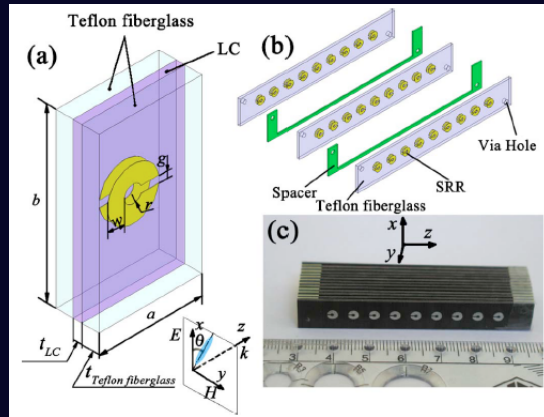 Teflon fiberglass
(a)
LC
g
w
r
b
a
t_LC
t_Teflon fiberglass
E
x
z
θ
k
y
H
(b)
Via Hole
Spacer
SRR
Teflon fiberglass
(c)
x
z
y
3 4 5 6 7 8 9